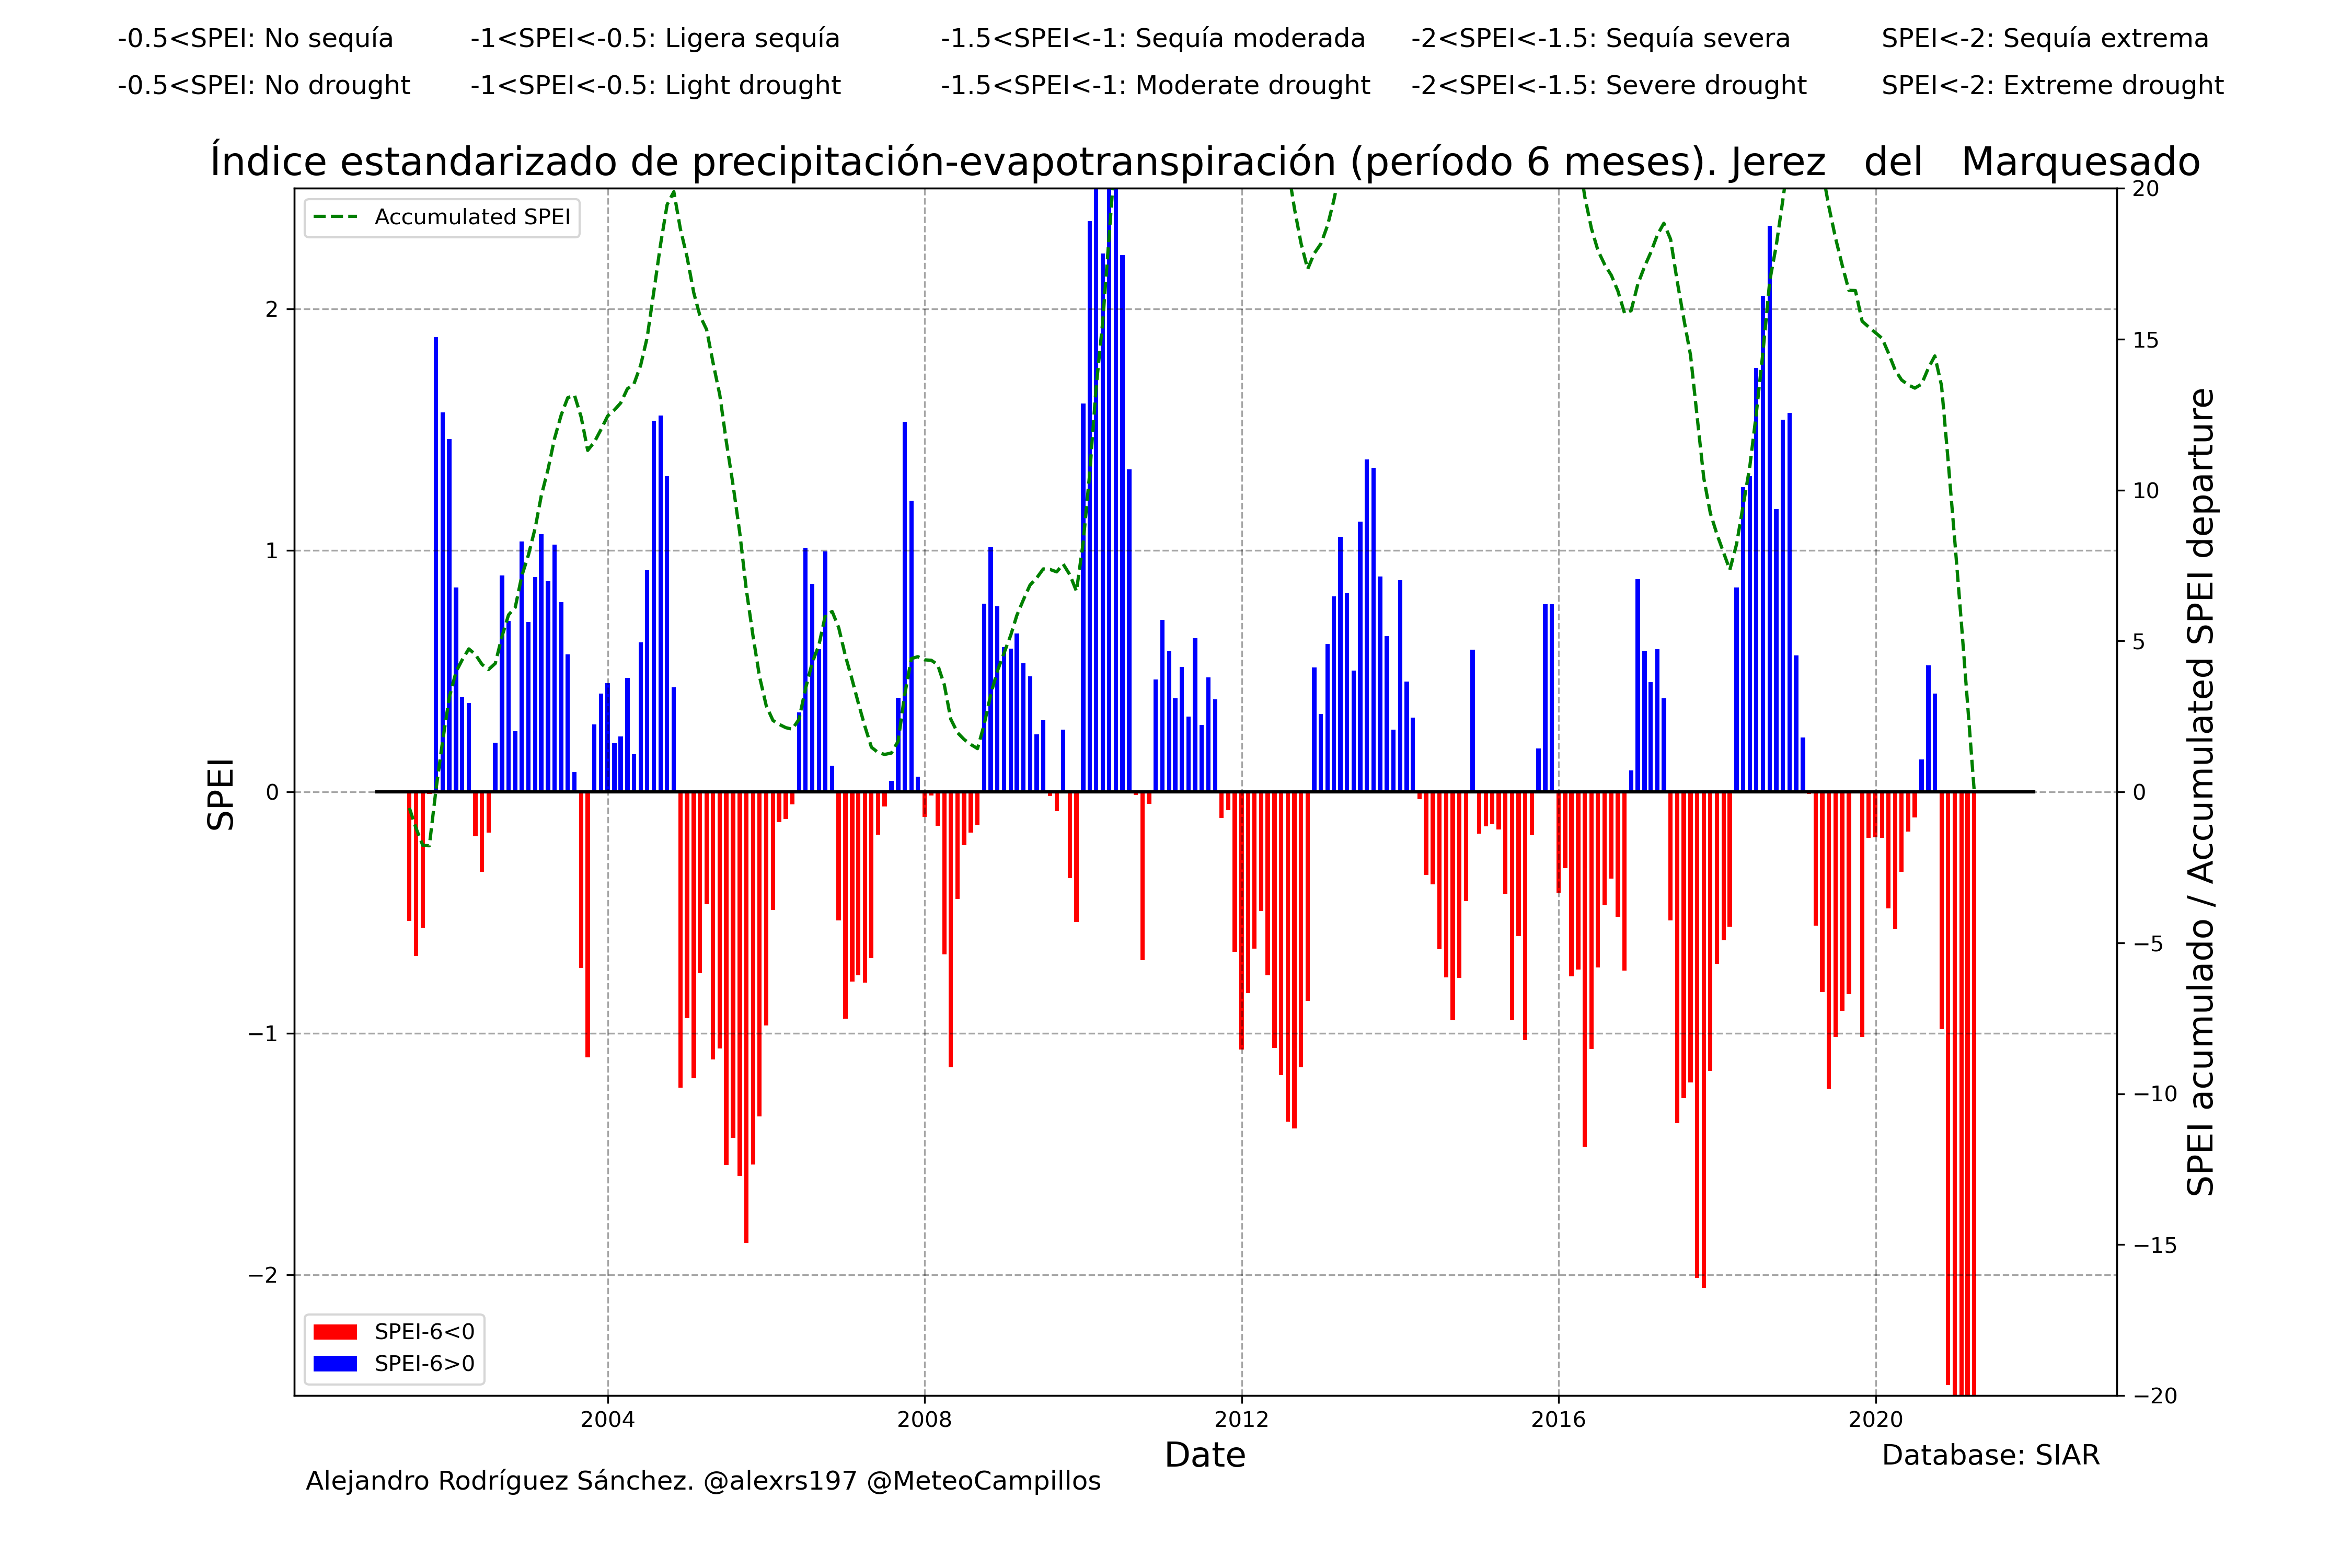 -0.5<SPEI: No sequía -1<SPEI<-0.5: Ligera sequía -1.5<SPEI<-1: Sequía moderada -2<SPEI<-1.5: Sequía severa SPEI<-2: Sequía extrema
-0.5<SPEI: No drought -1<SPEI<-0.5: Light drought -1.5<SPEI<-1: Moderate drought -2<SPEI<-1.5: Severe drought SPEI<-2: Extreme drought
Índice estandarizado de precipitación-evapotranspiración (período 6 meses). Jerez del Marquesado
Accumulated SPEI
2
1
0
−1
−2
SPEI
20
15
10
5
0
−5
−10
−15
−20
SPEI acumulado / Accumulated SPEI departure
SPEI-6<0
SPEI-6>0
2004 2008 2012 2016 2020
Date
Database: SIAR
Alejandro Rodríguez Sánchez. @alexrs197 @MeteoCampillos